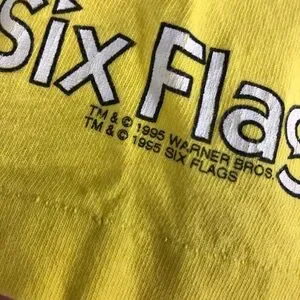 Six Flag
TM & © 1995 WARNER BROS.
TM & © 1995 SIX FLAGS